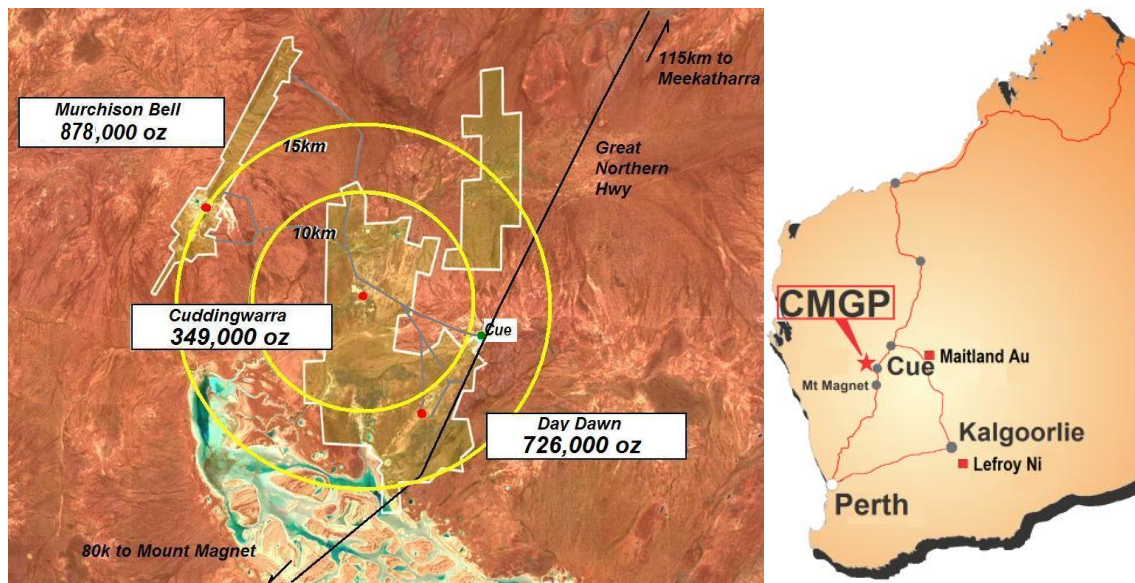 115km to
Meekatharra
Murchison Bell
878,000 oz
15km
Great
Northern
Hwy
10km
Cuddingwarra
349,000 oz
Cue
Day Dawn
726,000 oz
80k to Mount Magnet
CMGP
Cue
Maitland Au
Mt Magnet
Kalgoorlie
Lefroy Ni
Perth